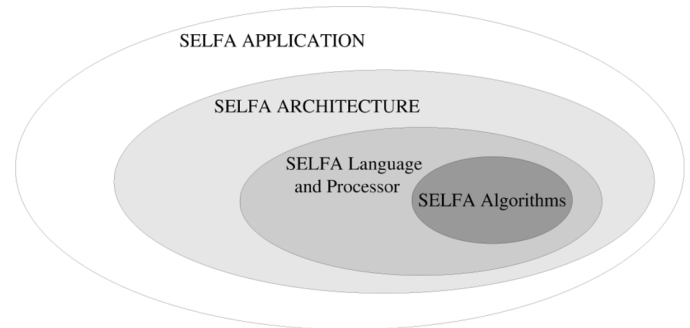 SELFA APPLICATION
SELFA ARCHITECTURE
SELFA Language
and Processor
SELFA Algorithms